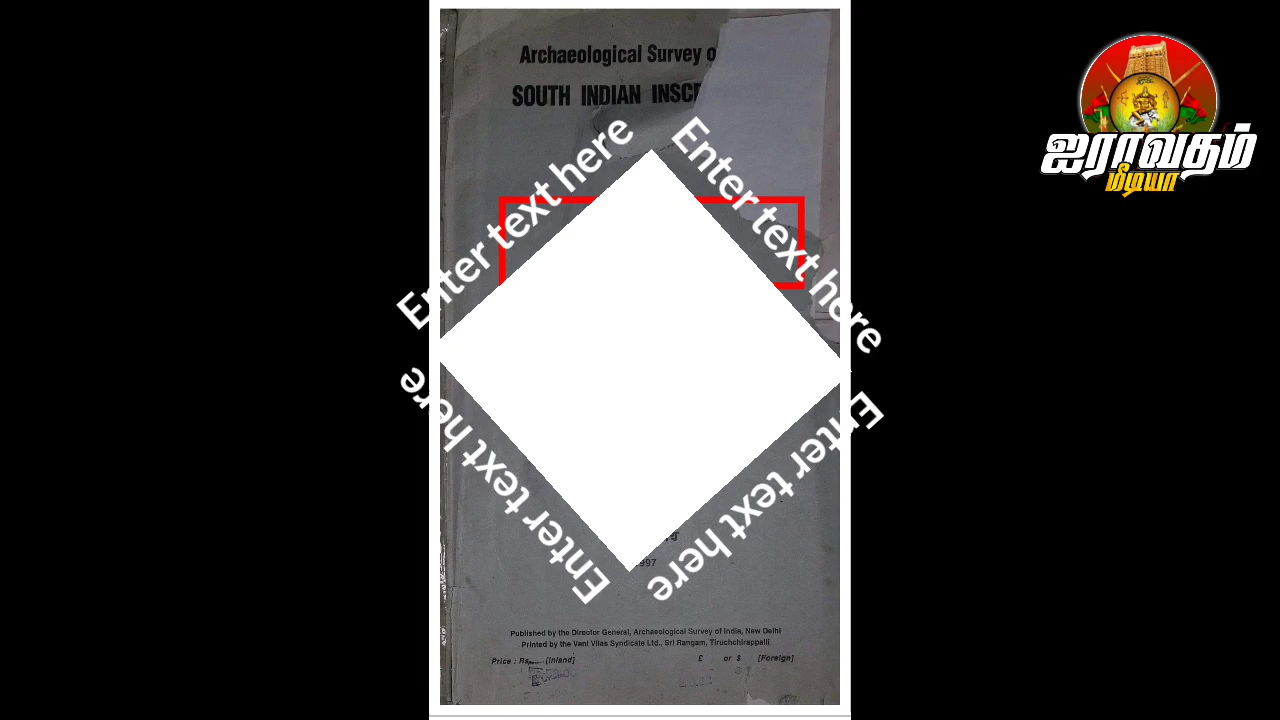 Archaeological Survey o
SOUTH INDIAN INSCR
Enter text here
Enter text here
Enter text here
Enter text here
997
Published by the Director General, Archaeological Survey of India, New Delhi
Printed by the Vani Vilas Syndicate Ltd., Sri Rangam, Tiruchchirappalli
Price : Rs. [Inland] £ or $ [Foreign]
ஐராவதம்
மீடியா